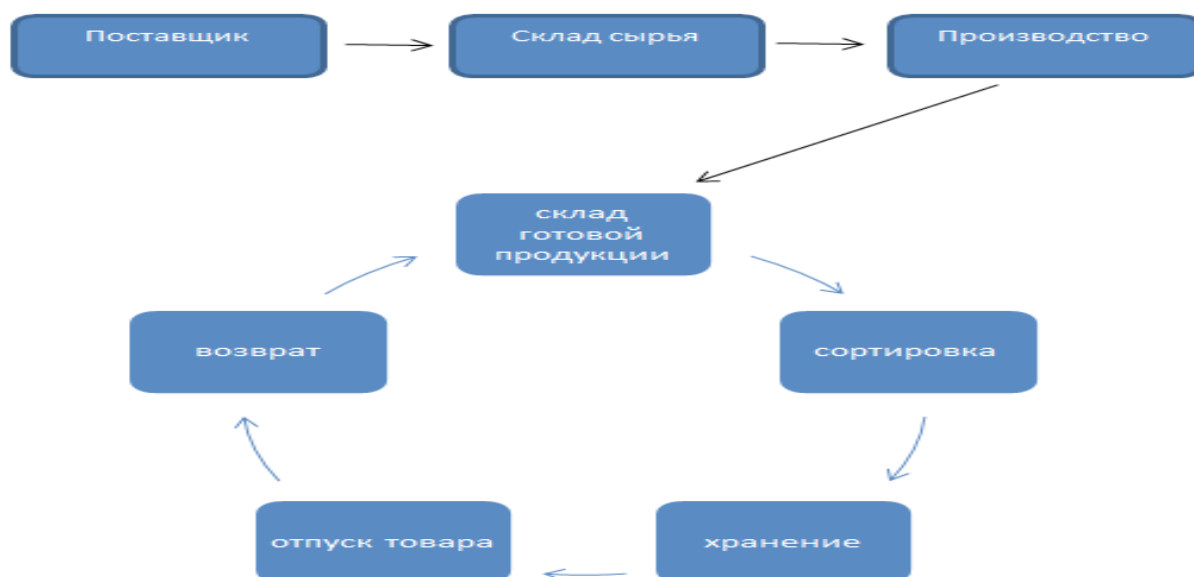 Поставщик
Склад сырья
Производство
склад
готовой
продукции
сортировка
хранение
отпуск товара
возврат